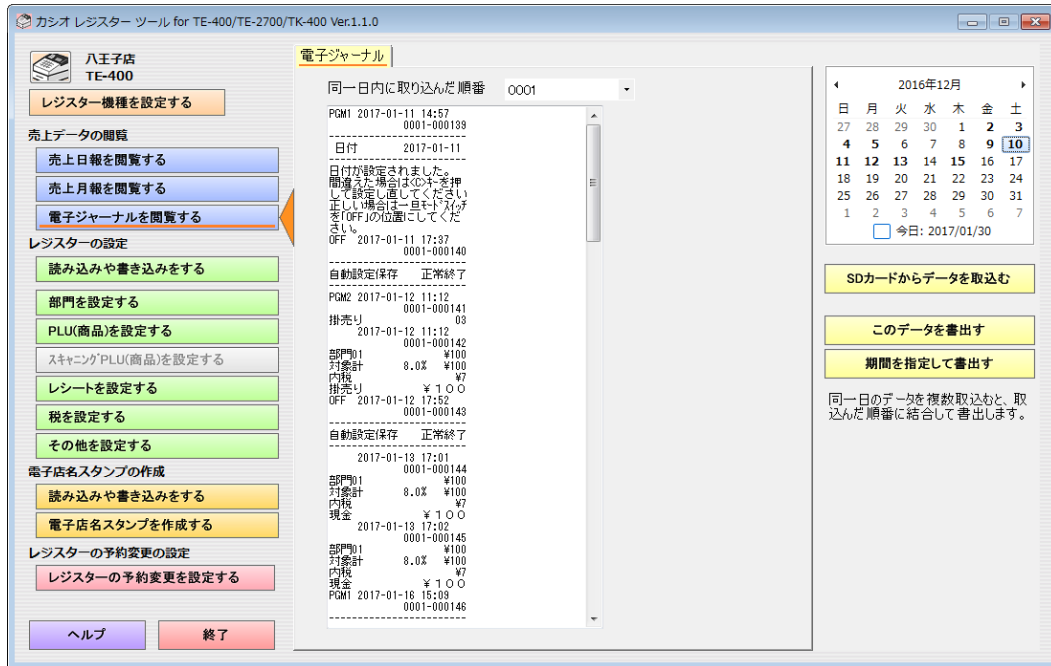 カシオ レジスター ツール for TE-400/TE-2700/TK-400 Ver.1.1.0
八王子店
TE-400
レジスター機種を設定する
売上データの閲覧
売上日報を閲覧する
売上月報を閲覧する
電子ジャーナルを閲覧する
レジスターの設定
読み込みや書き込みをする
部門を設定する
PLU(商品)を設定する
スキャニングPLU(商品)を設定する
レシートを設定する
税を設定する
その他を設定する
電子店名スタンプの作成
読み込みや書き込みをする
電子店名スタンプを作成する
レジスターの予約変更の設定
レジスターの予約変更を設定する
ヘルプ 終了
電子ジャーナル
同一日内に取り込んだ順番 0001
PGM1 2017-01-11 14:57
0001-000139
------------------------
日付 2017-01-11
------------------------
日付が設定されました。
間違えた場合は<C>キーを押
して設定し直してください
正しい場合は一旦モードスイッチ
を「OFF」の位置にしてくだ
さい。
OFF 2017-01-11 17:37
0001-000140
------------------------
自動設定保存 正常終了
------------------------
PGM2 2017-01-12 11:12
0001-000141
掛売り 03
2017-01-12 11:12
0001-000142
部門01 ¥100
対象計 8.0% ¥100
内税 ¥7
掛売り ¥100
OFF 2017-01-12 17:52
0001-000143
------------------------
自動設定保存 正常終了
------------------------
2017-01-13 17:01
0001-000144
部門01 ¥100
対象計 8.0% ¥100
内税 ¥7
現金 ¥100
2017-01-13 17:02
0001-000145
部門01 ¥100
対象計 8.0% ¥100
内税 ¥7
現金 ¥100
PGM1 2017-01-16 15:09
0001-000146
------------------------
2016年12月
日 月 火 水 木 金 土
27 28 29 30 1 2 3
4 5 6 7 8 9 10
11 12 13 14 15 16 17
18 19 20 21 22 23 24
25 26 27 28 29 30 31
1 2 3 4 5 6 7
今日: 2017/01/30
SDカードからデータを取込む
このデータを書出す
期間を指定して書出す
同一日のデータを複数取込むと、取
込んだ順番に結合して書出します。